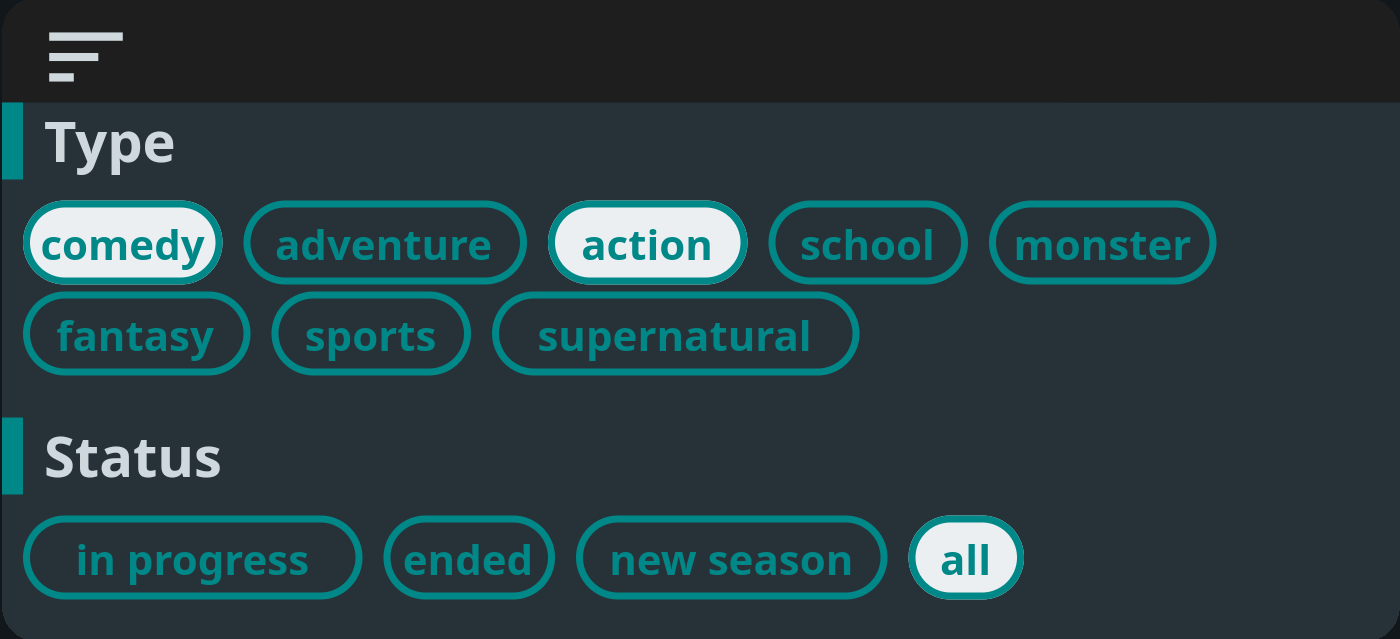 Type
comedy adventure action school monster
fantasy sports supernatural
Status
in progress ended new season all